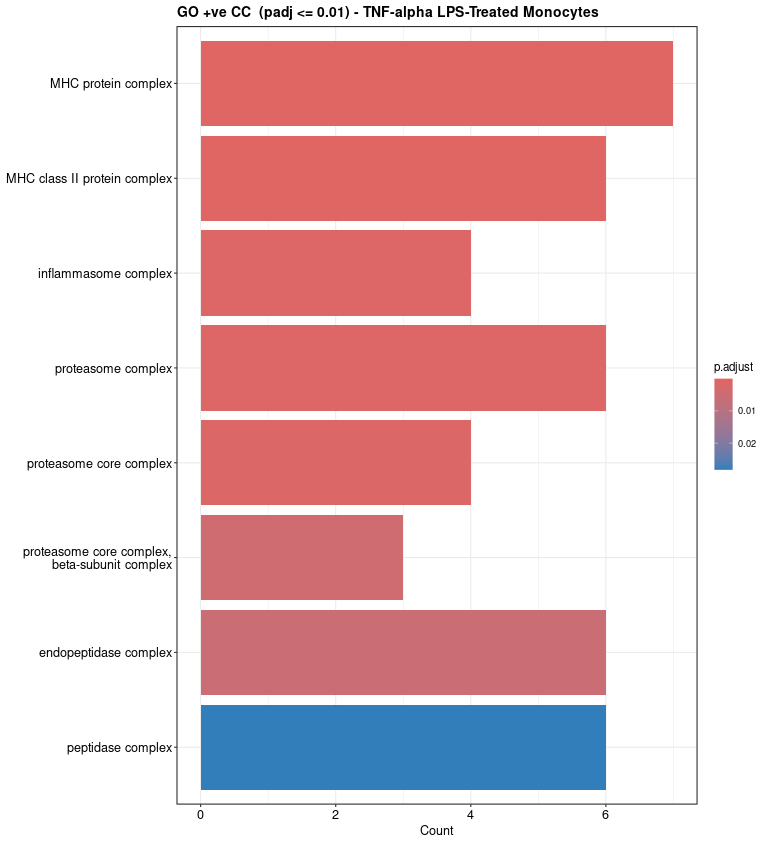 GO +ve CC (padj <= 0.01) - TNF-alpha LPS-Treated Monocytes
MHC protein complex
MHC class II protein complex
inflammasome complex
proteasome complex
proteasome core complex
proteasome core complex,
beta-subunit complex
endopeptidase complex
peptidase complex
0 2 4 6
Count
p.adjust
0.01
0.02